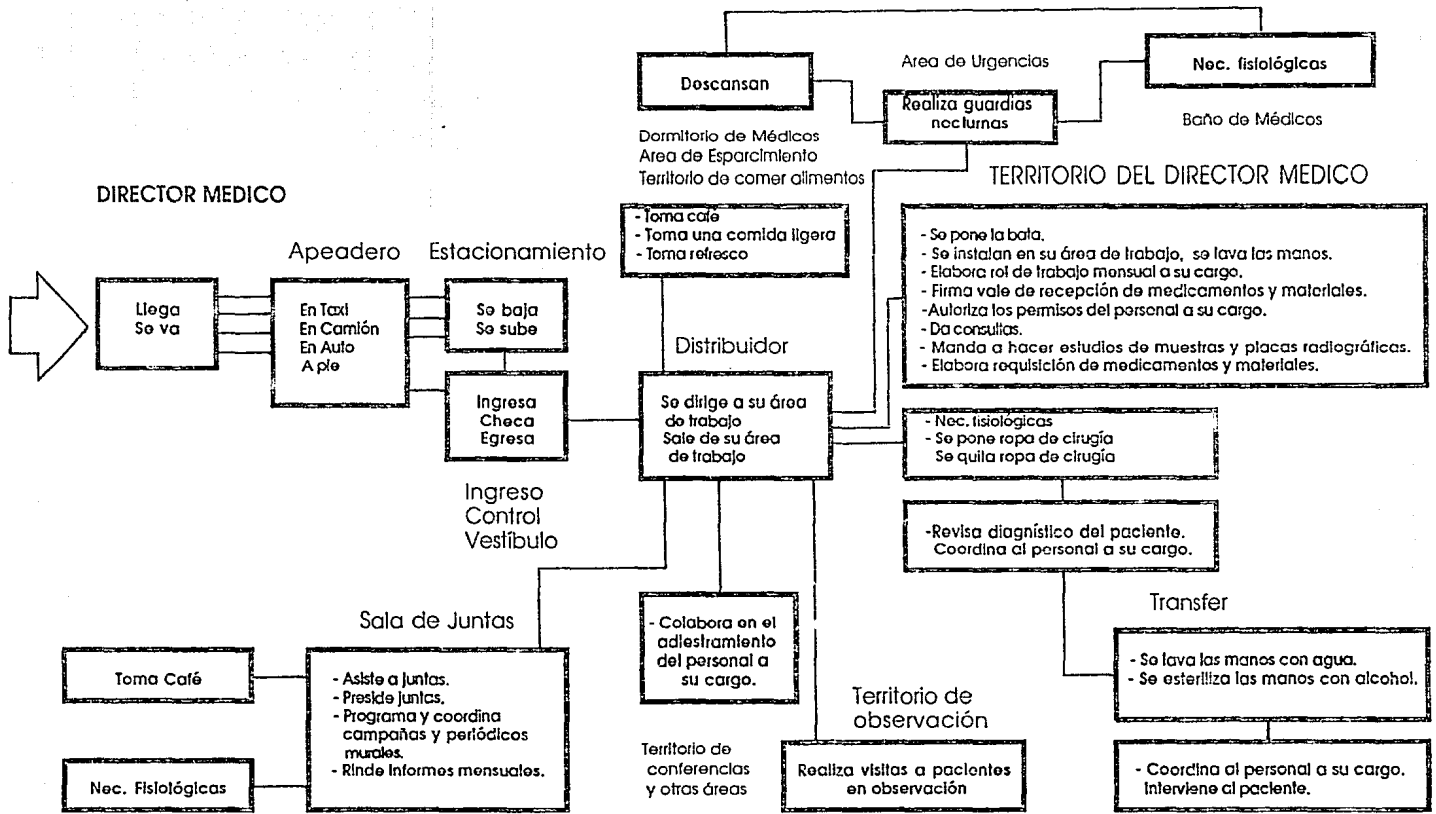 Descansan
Area de Urgencias
Nec. fisiológicas
Realiza guardias
nocturnas
Baño de Médicos
Dormitorio de Médicos
Area de Esparcimiento
Territorio de comer alimentos
DIRECTOR MEDICO
TERRITORIO DEL DIRECTOR MEDICO
- Toma café
- Toma una comida ligera
- Toma refresco
- Se pone la bata.
- Se instalan en su área de trabajo, se lava las manos.
- Elabora rol de trabajo mensual a su cargo.
- Firma vale de recepción de medicamentos y materiales.
-Autoriza los permisos del personal a su cargo.
- Da consultas.
- Manda a hacer estudios de muestras y placas radiográficas.
- Elabora requisición de medicamentos y materiales.
Apeadero
Estacionamiento
Llega
Se va
En Taxi
En Camión
En Auto
A pie
Se baja
Se sube
Distribuidor
Ingresa
Checa
Egresa
Se dirige a su área
de trabajo
Sale de su área
de trabajo
- Nec. fisiológicas
- Se pone ropa de cirugía
Se quita ropa de cirugía
Ingreso
Control
Vestíbulo
-Revisa diagnóstico del paciente.
Coordina al personal a su cargo.
Transfer
Sala de Juntas
- Colabora en el
adiestramiento
del personal a
su cargo.
- Se lava las manos con agua.
- Se esteriliza las manos con alcohol.
Toma Café
- Asiste a juntas.
- Preside juntas.
- Programa y coordina
campañas y periódicos
murales.
- Rinde informes mensuales.
Territorio de
observación
Territorio de
conferencias
y otras áreas
Nec. Fisiológicas
Realiza visitas a pacientes
en observación
- Coordina al personal a su cargo.
Interviene al paciente.